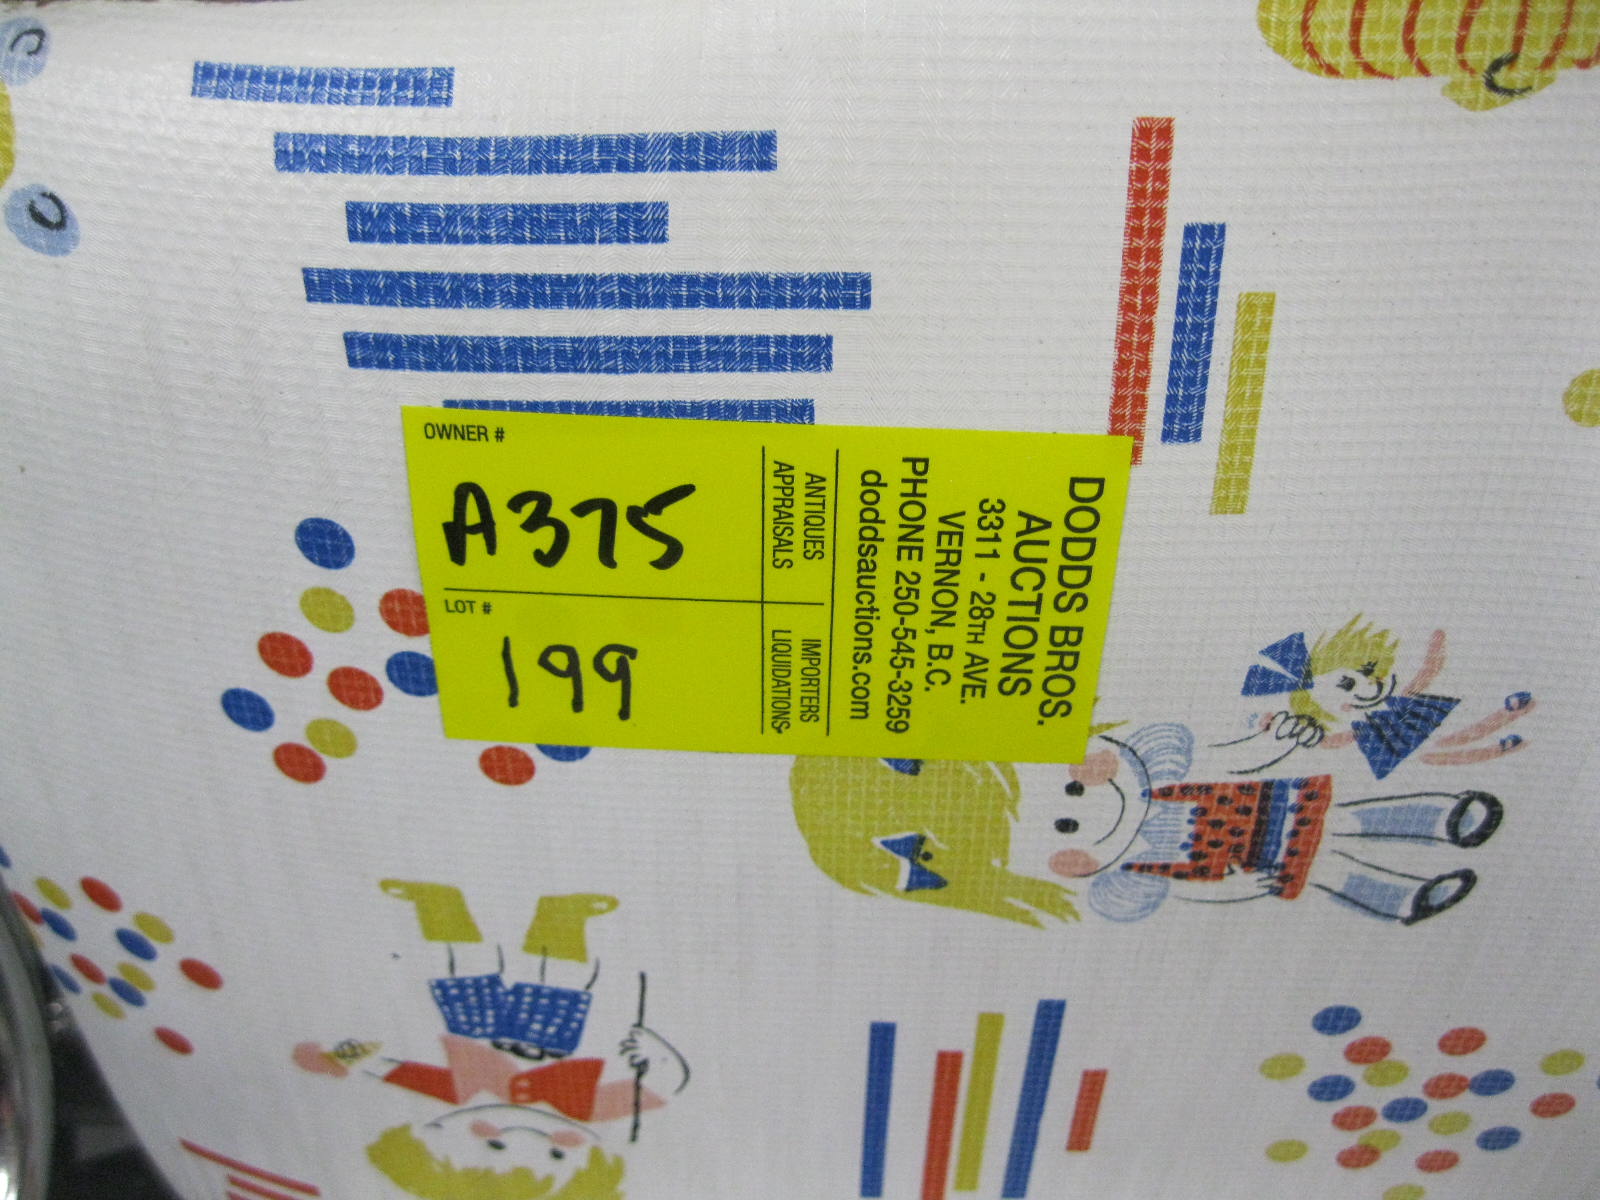 DODDS BROS.
AUCTIONS
3311 - 28TH AVE.
VERNON, B.C.
PHONE 250-545-3259
doddsauctions.com
ANTIQUES
APPRAISALS
IMPORTERS
LIQUIDATIONS
OWNER #
A375
LOT #
199